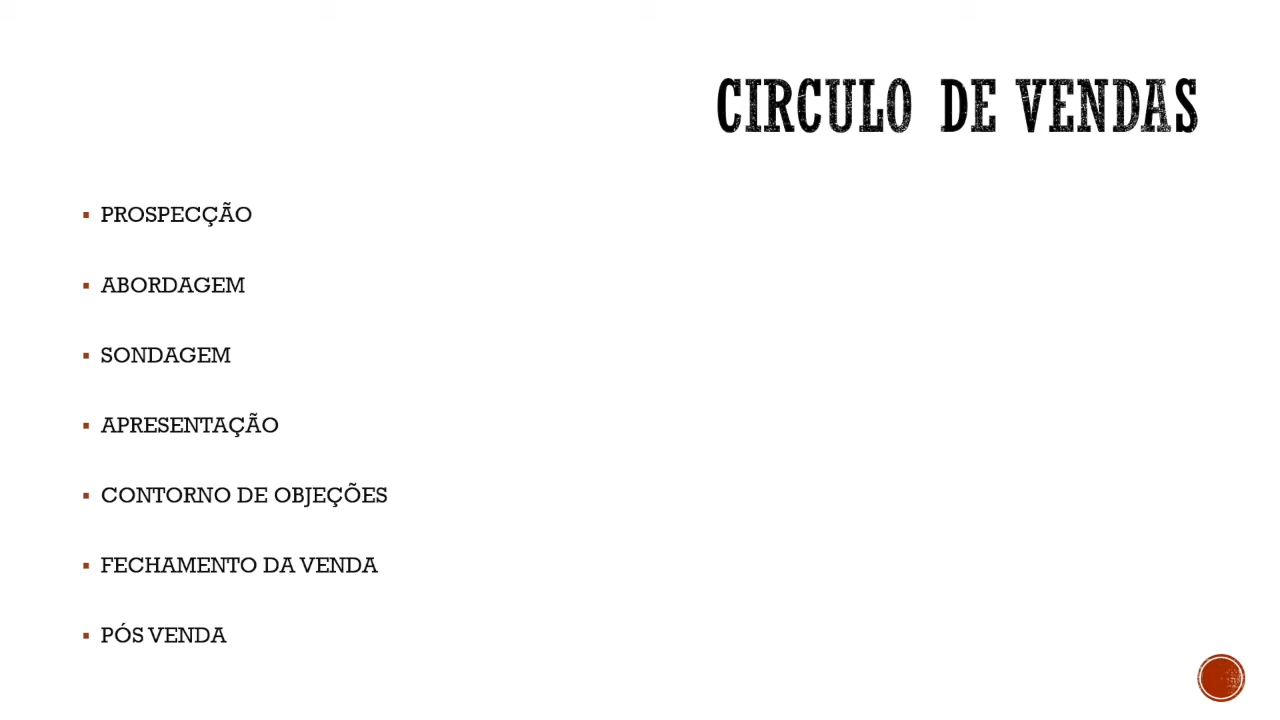 CIRCULO DE VENDAS
PROSPECÇÃO
ABORDAGEM
SONDAGEM
APRESENTAÇÃO
CONTORNO DE OBJEÇÕES
FECHAMENTO DA VENDA
PÓS VENDA